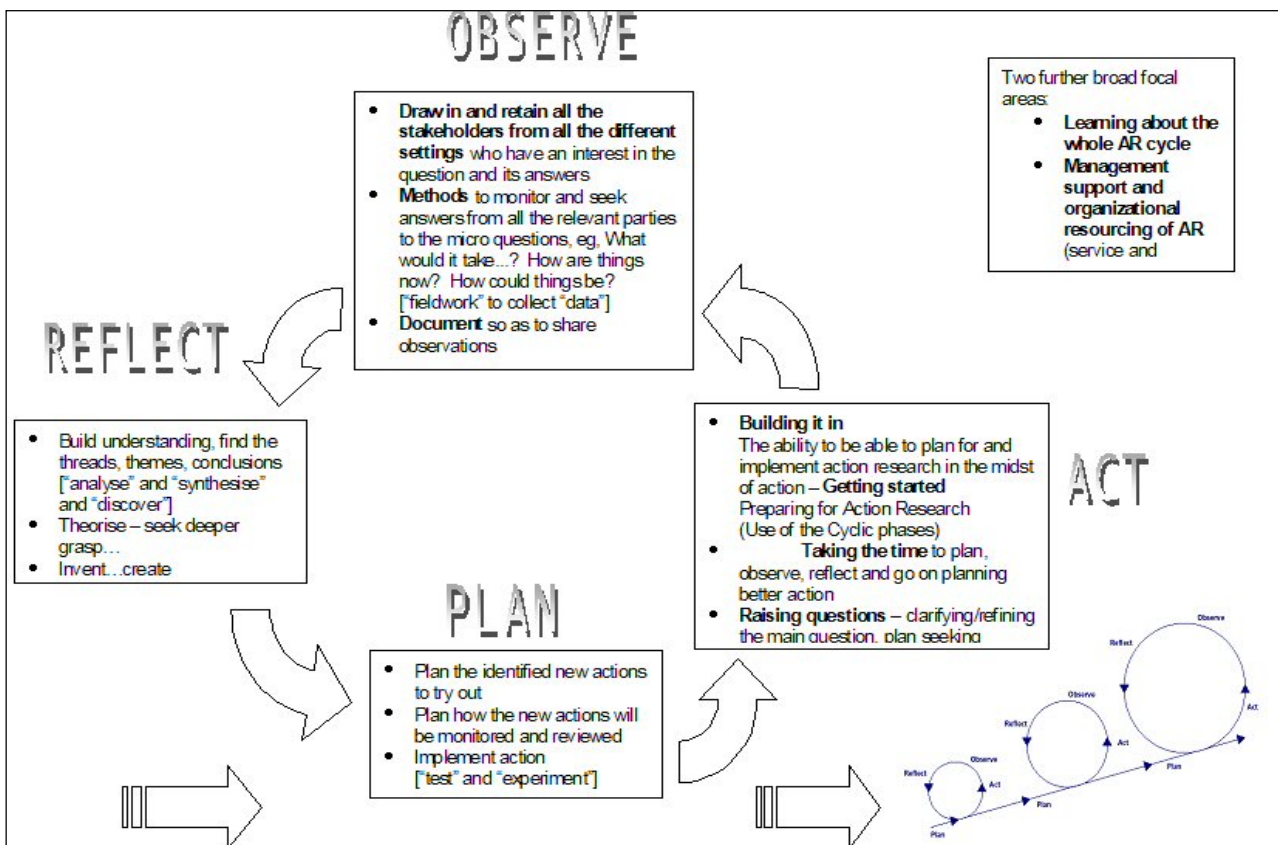 OBSERVE
• Draw in and retain all the
stakeholders from all the different
settings who have an interest in the
question and its answers
• Methods to monitor and seek
answers from all the relevant parties
to the micro questions, eg, What
would it take...? How are things
now? How could things be?
[“fieldwork” to collect “data”]
• Document so as to share
observations
Two further broad focal
areas:
• Learning about the
whole AR cycle
• Management
support and
organizational
resourcing of AR
(service and
REFLECT
• Build understanding, find the
threads, themes, conclusions
[“analyse” and “synthesise”
and “discover”]
• Theorise – seek deeper
grasp…
• Invent…create
PLAN
• Plan the identified new actions
to try out
• Plan how the new actions will
be monitored and reviewed
• Implement action
[“test” and “experiment”]
ACT
• Building it in
The ability to be able to plan for and
implement action research in the midst
of action – Getting started
Preparing for Action Research
(Use of the Cyclic phases)
• Taking the time to plan,
observe, reflect and go on planning
better action
• Raising questions – clarifying/refining
the main question, plan seeking
Reflect
Observe
Act
Plan
Reflect
Observe
Act
Plan
Reflect
Observe
Act
Plan